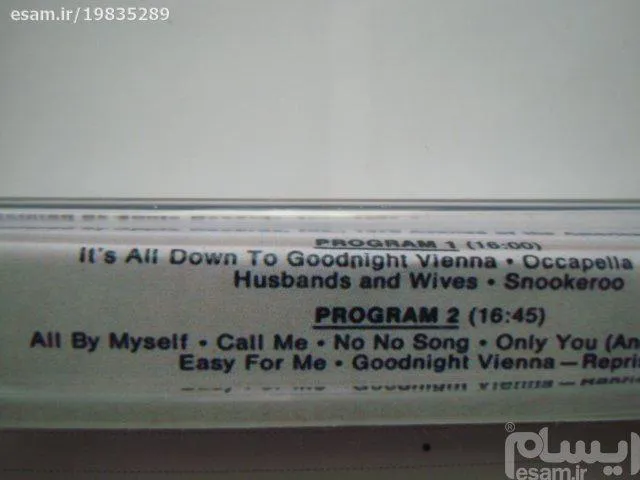 esam.ir/19835289
PROGRAM 1 (16:00)
It's All Down To Goodnight Vienna • Occapella
Husbands and Wives • Snookeroo
PROGRAM 2 (16:45)
All By Myself • Call Me • No No Song • Only You (An
Easy For Me • Goodnight Vienna—Repris
ایسام
esam.ir